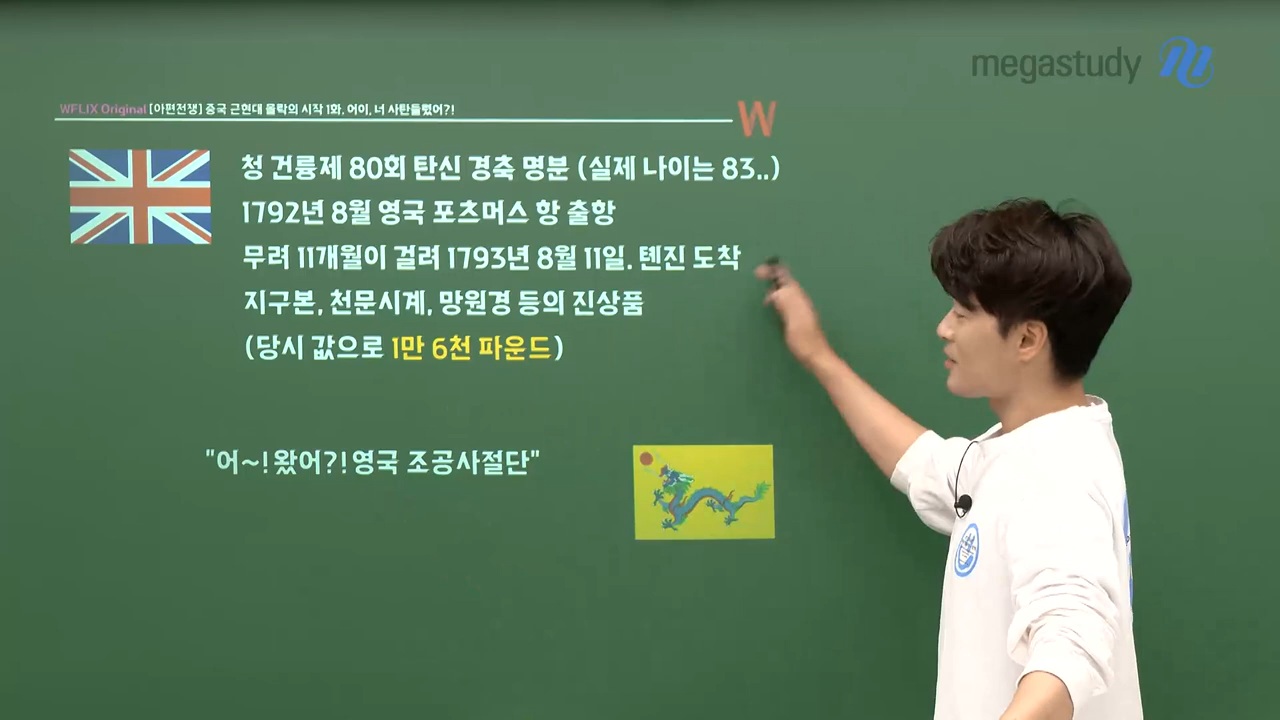 megastudy
WFLIX Original [아편전쟁] 중국 근현대 몰락의 시작 1화. 어이, 너 사탄들렸어?!
W
청 건륭제 80회 탄신 경축 명분 (실제 나이는 83..)
1792년 8월 영국 포츠머스 항 출항
무려 11개월이 걸려 1793년 8월 11일. 톈진 도착
지구본, 천문시계, 망원경 등의 진상품
(당시 값으로 1만 6천 파운드)
"어~! 왔어?! 영국 조공사절단"